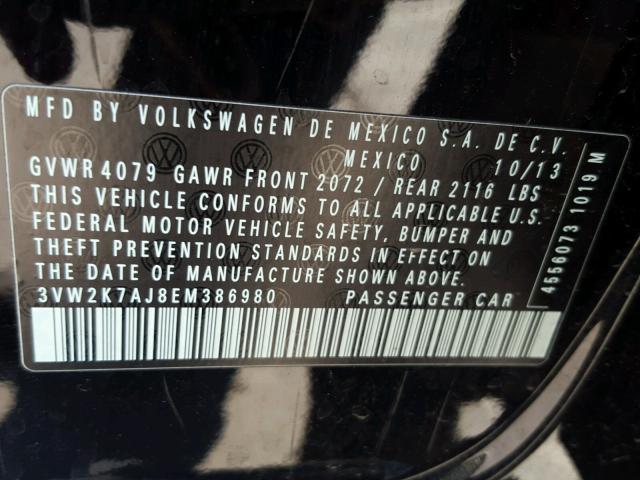 MFD BY VOLKSWAGEN DE MEXICO S.A. DE C.V.
MEXICO 10/13
GVWR 4079 GAWR FRONT 2072 / REAR 2116 LBS
THIS VEHICLE CONFORMS TO ALL APPLICABLE U.S.
FEDERAL MOTOR VEHICLE SAFETY, BUMPER AND
THEFT PREVENTION STANDARDS IN EFFECT ON
THE DATE OF MANUFACTURE SHOWN ABOVE.
3VW2K7AJ8EM386980 PASSENGER CAR
4556073 1019 M